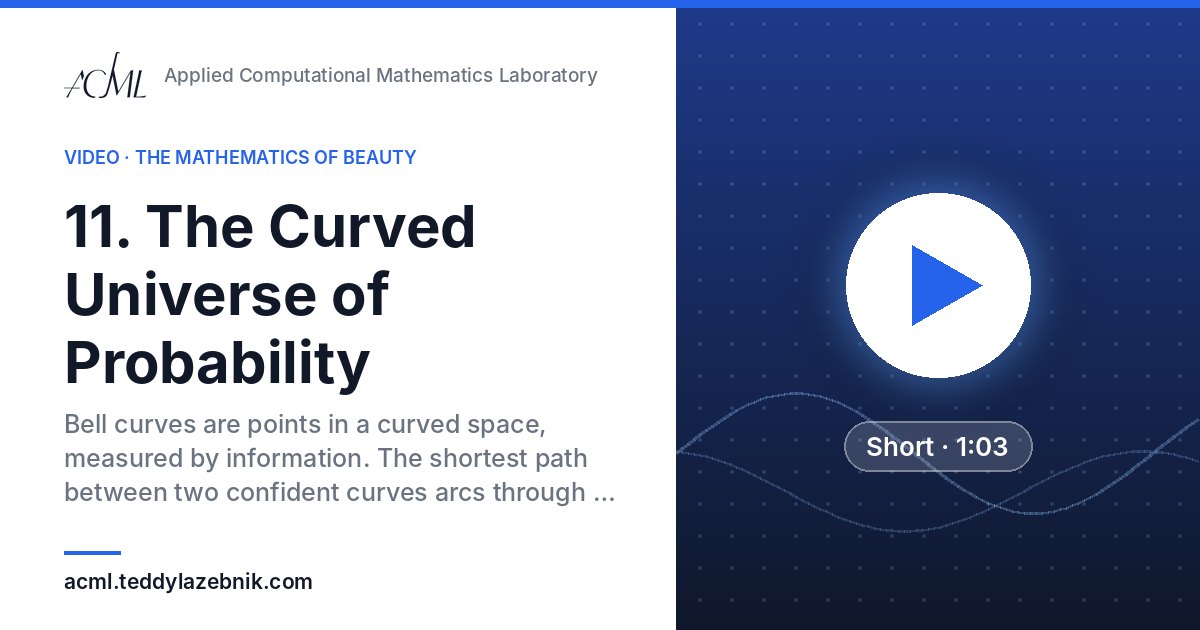 ACML Applied Computational Mathematics Laboratory
VIDEO · THE MATHEMATICS OF BEAUTY
11. The Curved
Universe of
Probability
Bell curves are points in a curved space,
measured by information. The shortest path
between two confident curves arcs through ...
acml.teddylazebnik.com
Short · 1:03